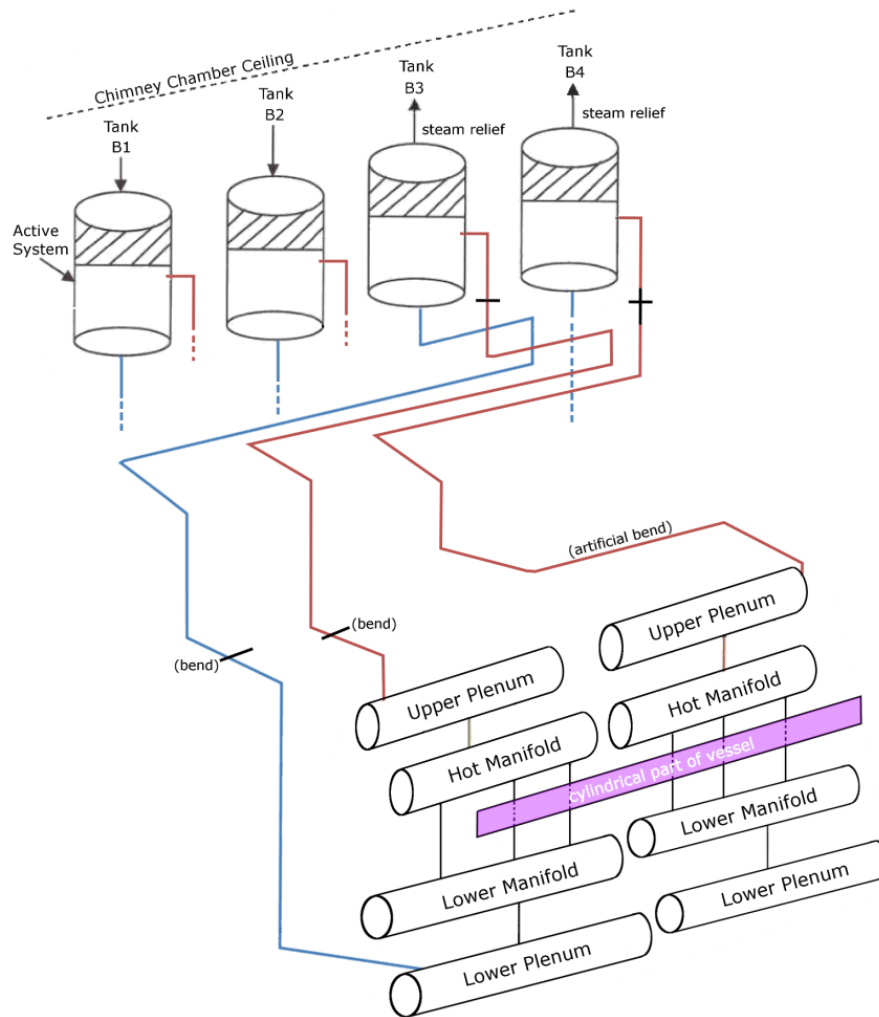 Chimney Chamber Ceiling
Tank
B1
Tank
B2
Tank
B3
steam relief
Tank
B4
steam relief
Active
System
(artificial bend)
(bend)
(bend)
Upper Plenum
Upper Plenum
Hot Manifold
Hot Manifold
cylindrical part of vessel
Lower Manifold
Lower Manifold
Lower Plenum
Lower Plenum